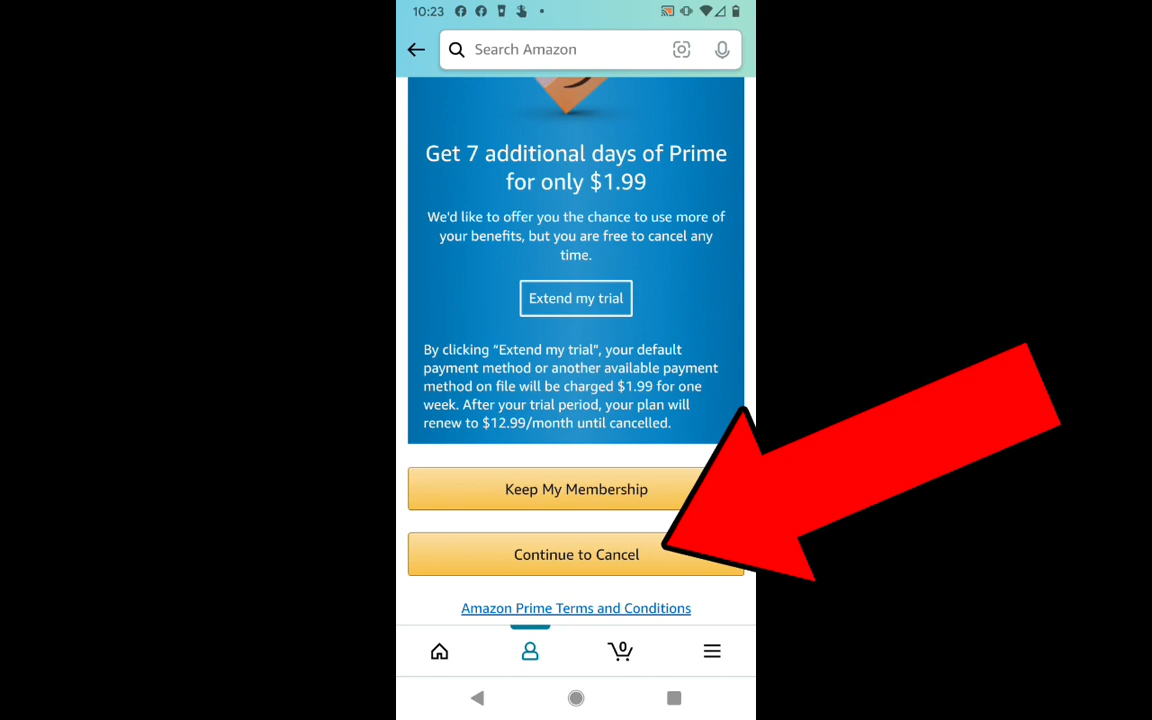 10:23
Search Amazon
Get 7 additional days of Prime
for only $1.99
We'd like to offer you the chance to use more of
your benefits, but you are free to cancel any
time.
Extend my trial
By clicking “Extend my trial”, your default
payment method or another available payment
method on file will be charged $1.99 for one
week. After your trial period, your plan will
renew to $12.99/month until cancelled.
Keep My Membership
Continue to Cancel
Amazon Prime Terms and Conditions
0